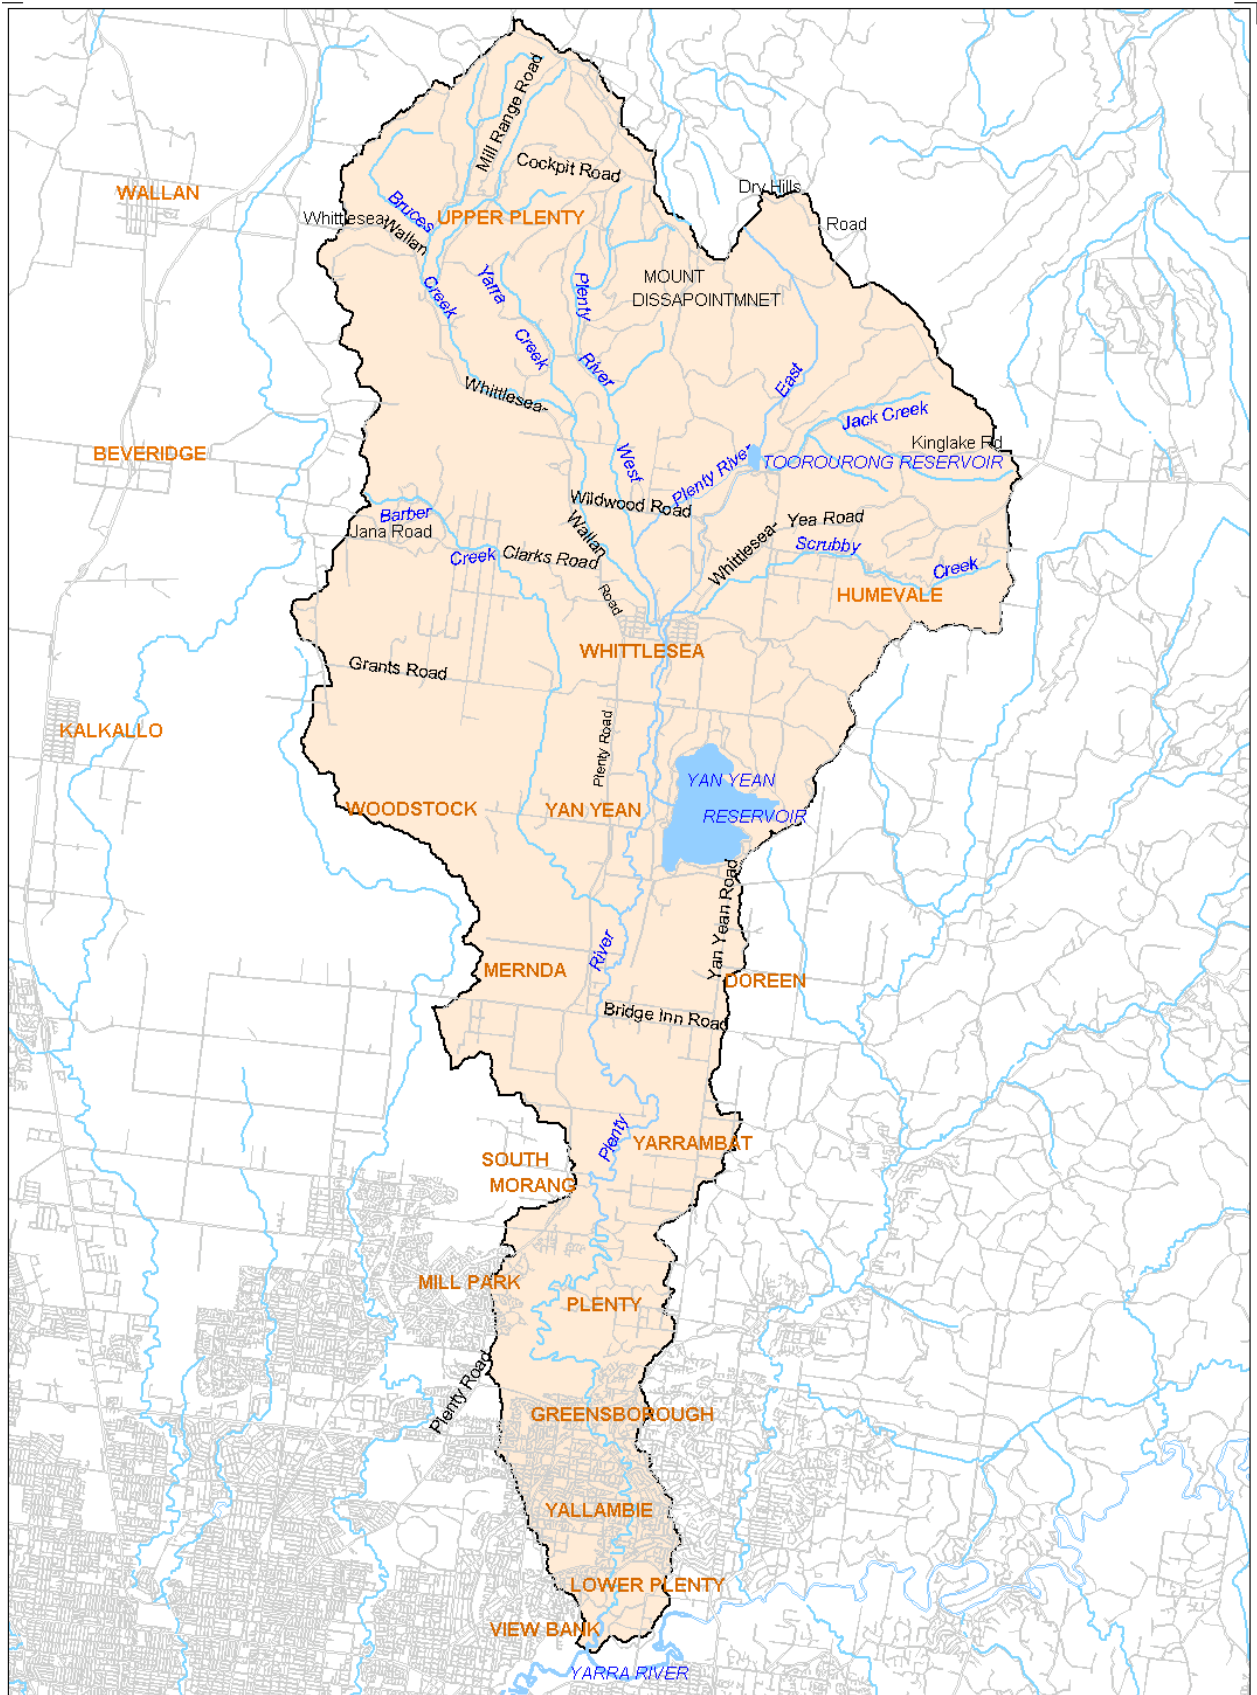 Mill Range Road
Cockpit Road
WALLAN
Dry Hills
Bruces
UPPER PLENTY
Whittlesea-
Wallan
Road
Yarra
Plenty
MOUNT
DISSAPOINTMNET
Creek
Creek
River
East
Whittlesea-
Jack Creek
Kinglake Rd
BEVERIDGE
West
Plenty River
TOOROURONG RESERVOIR
Wildwood Road
Barber
Wallan
Yea Road
Jana Road
Whittlesea-
Scrubby
Creek
Clarks Road
Creek
Road
HUMEVALE
WHITTLESEA
Grants Road
KALKALLO
Plenty Road
YAN YEAN
RESERVOIR
WOODSTOCK
YAN YEAN
Yan Yean Road
River
MERNDA
DOREEN
Bridge Inn Road
Plenty
YARRAMBAT
SOUTH
MORANG
MILL PARK
PLENTY
Plenty Road
GREENSBOROUGH
YALLAMBIE
LOWER PLENTY
VIEW BANK
YARRA RIVER